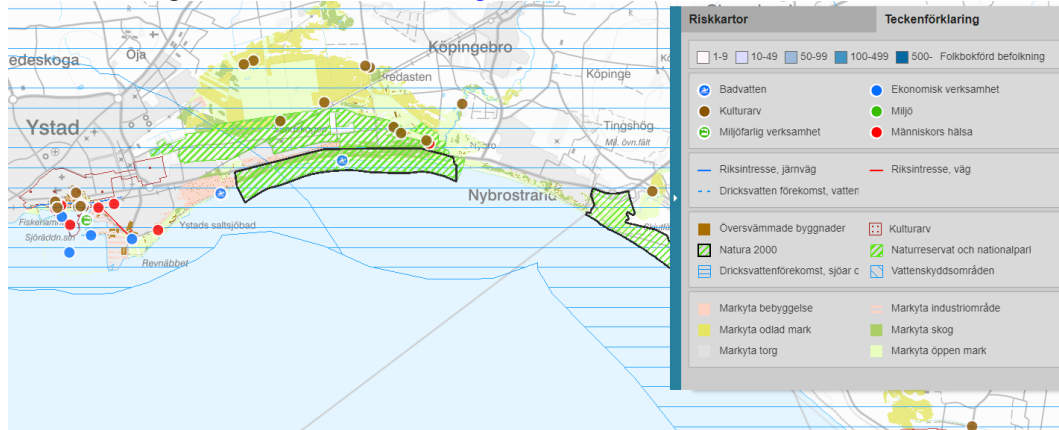 Riskkartor
Teckenförklaring
1-9
10-49
50-99
100-499
500-
Folkbokförd befolkning
Badvatten
Ekonomisk verksamhet
Kulturarv
Miljö
Miljöfarlig verksamhet
Människors hälsa
Riksintresse, järnväg
Riksintresse, väg
Dricksvatten förekomst, vatten
Översvämmade byggnader
Kulturarv
Natura 2000
Naturreservat och nationalparl
Dricksvattenförekomst, sjöar c
Vattenskyddsområden
Markyta bebyggelse
Markyta industriområde
Markyta odlad mark
Markyta skog
Markyta torg
Markyta öppen mark
edeskoga
Öja
Köpingebro
Bredasten
Köpinge
Ystad
Tingshög
Mil. övn.fält
Nybrostrand
Ystads saltsjöbad
Sjöräddn.stn
Revnäbbet